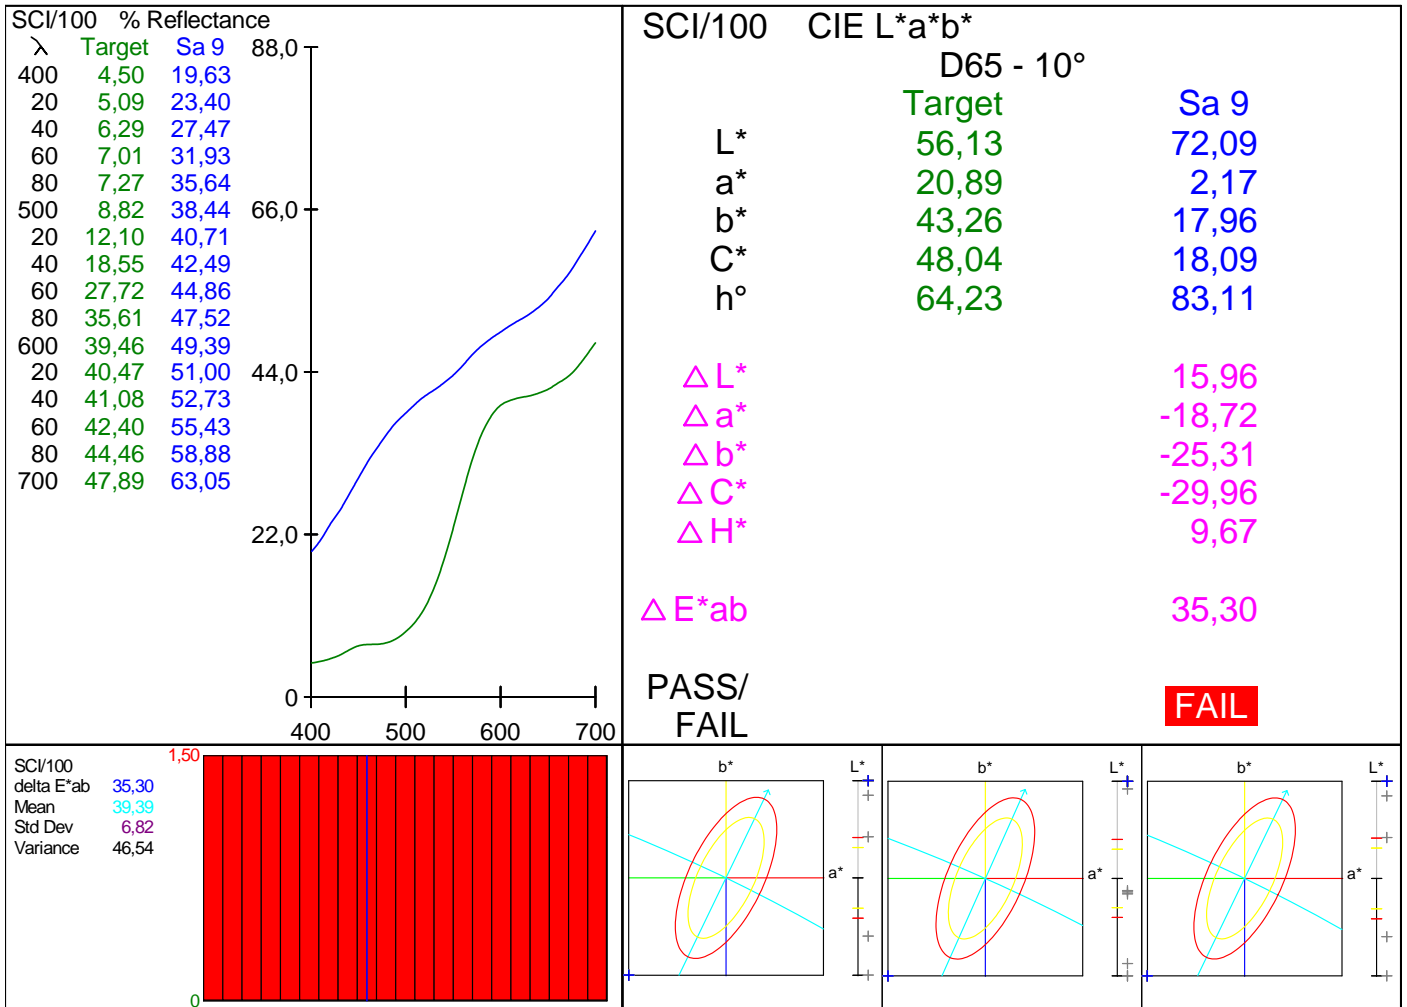 SCI/100 % Reflectance
λ Target Sa 9
400 4,50 19,63
20 5,09 23,40
40 6,29 27,47
60 7,01 31,93
80 7,27 35,64
500 8,82 38,44
20 12,10 40,71
40 18,55 42,49
60 27,72 44,86
80 35,61 47,52
600 39,46 49,39
20 40,47 51,00
40 41,08 52,73
60 42,40 55,43
80 44,46 58,88
700 47,89 63,05
88,0
66,0
44,0
22,0
0
400 500 600 700
SCI/100 CIE L*a*b*
D65 - 10°
Target Sa 9
L* 56,13 72,09
a* 20,89 2,17
b* 43,26 17,96
C* 48,04 18,09
h° 64,23 83,11
△ L* 15,96
△ a* -18,72
△ b* -25,31
△ C* -29,96
△ H* 9,67
△ E*ab 35,30
PASS/
FAIL
FAIL
SCI/100
delta E*ab 35,30
Mean 39,39
Std Dev 6,82
Variance 46,54
1,50
0
b* L*
a*
b* L*
a*
b* L*
a*